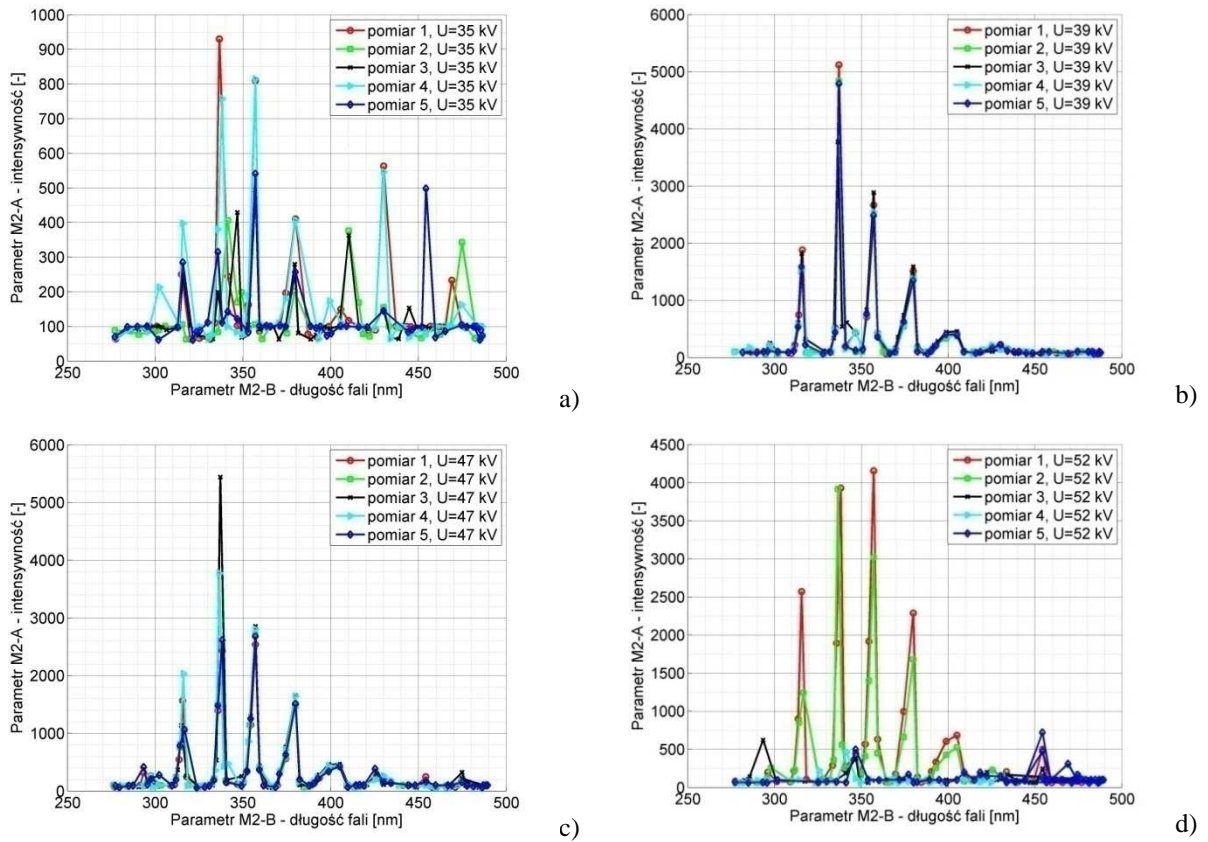 1000
900
800
700
600
500
400
300
200
100
0
250 300 350 400 450 500
Parametr M2-A - intensywność [-]
Parametr M2-B - długość fali [nm]
pomiar 1, U=35 kV
pomiar 2, U=35 kV
pomiar 3, U=35 kV
pomiar 4, U=35 kV
pomiar 5, U=35 kV
a)
6000
5000
4000
3000
2000
1000
0
250 300 350 400 450 500
Parametr M2-A - intensywność [-]
Parametr M2-B - długość fali [nm]
pomiar 1, U=39 kV
pomiar 2, U=39 kV
pomiar 3, U=39 kV
pomiar 4, U=39 kV
pomiar 5, U=39 kV
b)
6000
5000
4000
3000
2000
1000
0
250 300 350 400 450 500
Parametr M2-A - intensywność [-]
Parametr M2-B - długość fali [nm]
pomiar 1, U=47 kV
pomiar 2, U=47 kV
pomiar 3, U=47 kV
pomiar 4, U=47 kV
pomiar 5, U=47 kV
c)
4500
4000
3500
3000
2500
2000
1500
1000
500
0
250 300 350 400 450 500
Parametr M2-A - intensywność [-]
Parametr M2-B - długość fali [nm]
pomiar 1, U=52 kV
pomiar 2, U=52 kV
pomiar 3, U=52 kV
pomiar 4, U=52 kV
pomiar 5, U=52 kV
d)